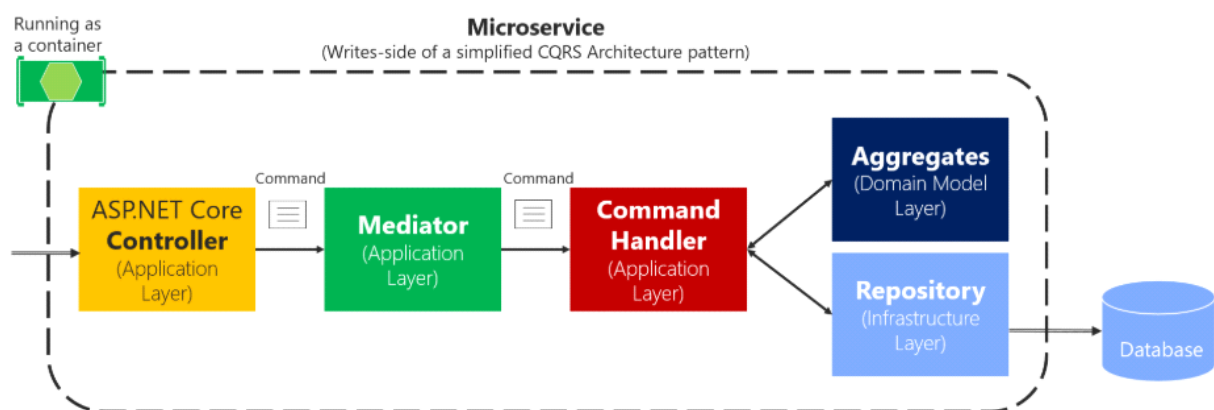 Running as
a container
Microservice
(Writes-side of a simplified CQRS Architecture pattern)
ASP.NET Core
Controller
(Application
Layer)
Command
Mediator
(Application
Layer)
Command
Command
Handler
(Application
Layer)
Aggregates
(Domain Model
Layer)
Repository
(Infrastructure
Layer)
Database